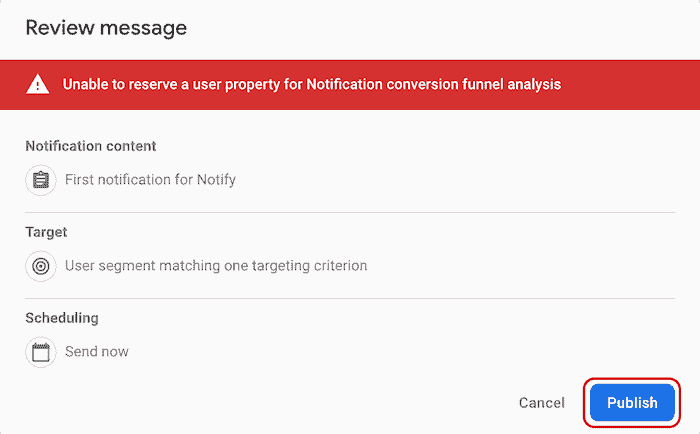 Review message
Unable to reserve a user property for Notification conversion funnel analysis
Notification content
First notification for Notify
Target
User segment matching one targeting criterion
Scheduling
Send now
Cancel
Publish